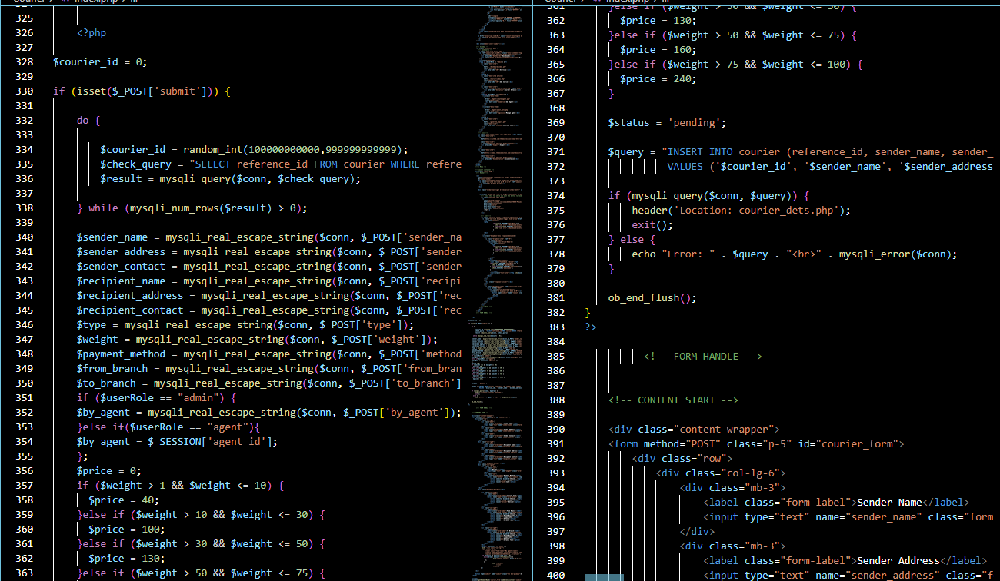 325
326 <?php
327
328 $courier_id = 0;
329
330 if (isset($_POST['submit'])) {
331
332 do {
333
334 $courier_id = random_int(100000000000,999999999999);
335 $check_query = "SELECT reference_id FROM courier WHERE refere
336 $result = mysqli_query($conn, $check_query);
337
338 } while (mysqli_num_rows($result) > 0);
339
340 $sender_name = mysqli_real_escape_string($conn, $_POST['sender_na
341 $sender_address = mysqli_real_escape_string($conn, $_POST['sender
342 $sender_contact = mysqli_real_escape_string($conn, $_POST['sender
343 $recipient_name = mysqli_real_escape_string($conn, $_POST['recipi
344 $recipient_address = mysqli_real_escape_string($conn, $_POST['rec
345 $recipient_contact = mysqli_real_escape_string($conn, $_POST['rec
346 $type = mysqli_real_escape_string($conn, $_POST['type']);
347 $weight = mysqli_real_escape_string($conn, $_POST['weight']);
348 $payment_method = mysqli_real_escape_string($conn, $_POST['method
349 $from_branch = mysqli_real_escape_string($conn, $_POST['from_bran
350 $to_branch = mysqli_real_escape_string($conn, $_POST['to_branch']
351 if ($userRole == "admin") {
352 $by_agent = mysqli_real_escape_string($conn, $_POST['by_agent']);
353 }else if($userRole == "agent"){
354 $by_agent = $_SESSION['agent_id'];
355 };
356 $price = 0;
357 if ($weight > 1 && $weight <= 10) {
358 $price = 40;
359 }else if ($weight > 10 && $weight <= 30) {
360 $price = 100;
361 }else if ($weight > 30 && $weight <= 50) {
362 $price = 130;
363 }else if ($weight > 50 && $weight <= 75) {
361 }else if ($weight > 30 && $weight <= 50) {
362 $price = 130;
363 }else if ($weight > 50 && $weight <= 75) {
364 $price = 160;
365 }else if ($weight > 75 && $weight <= 100) {
366 $price = 240;
367 }
368
369 $status = 'pending';
370
371 $query = "INSERT INTO courier (reference_id, sender_name, sender_
372 VALUES ('$courier_id', '$sender_name', '$sender_address
373
374 if (mysqli_query($conn, $query)) {
375 header('Location: courier_dets.php');
376 exit();
377 } else {
378 echo "Error: " . $query . "<br>" . mysqli_error($conn);
379 }
380
381 ob_end_flush();
382 }
383 ?>
384
385 <!-- FORM HANDLE -->
386
387
388 <!-- CONTENT START -->
389
390 <div class="content-wrapper">
391 <form method="POST" class="p-5" id="courier_form">
392 <div class="row">
393 <div class="col-lg-6">
394 <div class="mb-3">
395 <label class="form-label">Sender Name</label>
396 <input type="text" name="sender_name" class="form
397 </div>
398 <div class="mb-3">
399 <label class="form-label">Sender Address</label>
400 <input type="text" name="sender_address" class="f